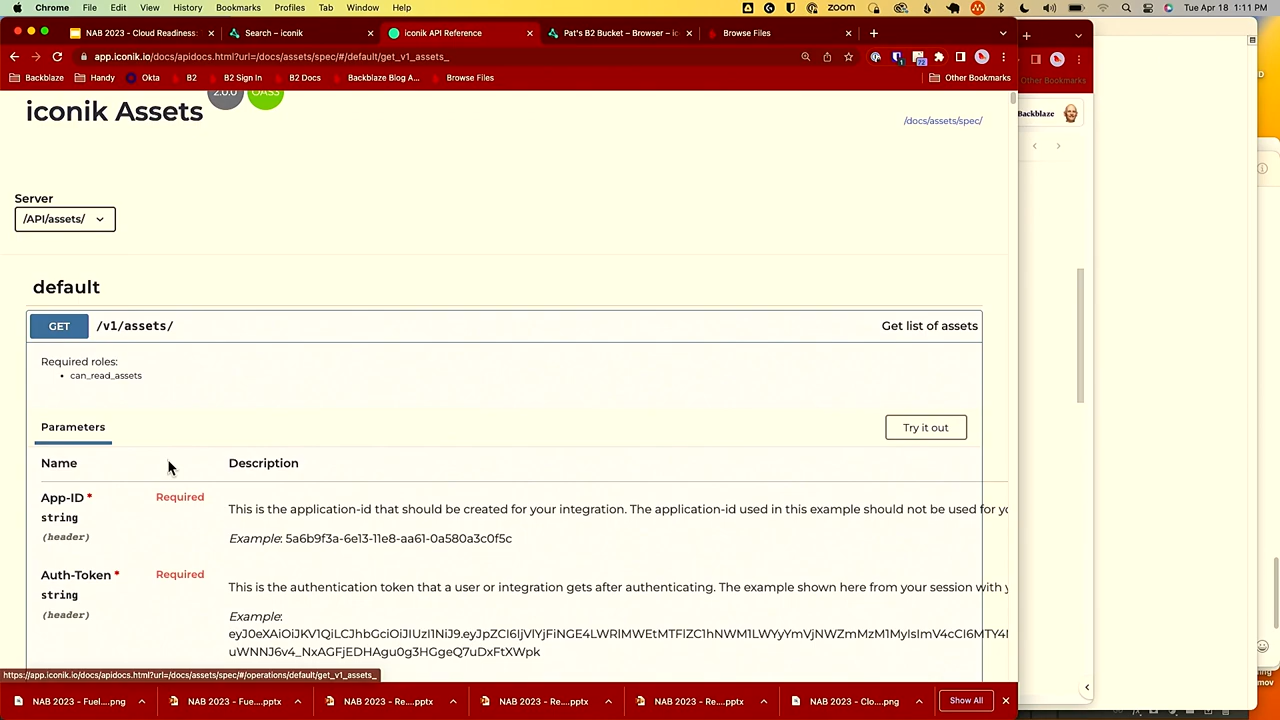 Chrome File Edit View History Bookmarks Profiles Tab Window Help zoom Tue Apr 18 1:11 PM
NAB 2023 - Cloud Readiness: Search – iconik iconik API Reference Pat's B2 Bucket – Browser – ic Browse Files
app.iconik.io/docs/apidocs.html?url=/docs/assets/spec/#/default/get_v1_assets_
Backblaze Handy Okta B2 B2 Sign In B2 Docs Backblaze Blog A... Browse Files Other Bookmarks
Other Bookmarks
Backblaze
iconik Assets 2.0.0 OAS3
/docs/assets/spec/
Server
/API/assets/
default
GET /v1/assets/ Get list of assets
Required roles:
• can_read_assets
Parameters Try it out
Name Description
App-ID * Required
string
(header)
This is the application-id that should be created for your integration. The application-id used in this example should not be used for yo
Example: 5a6b9f3a-6e13-11e8-aa61-0a580a3c0f5c
Auth-Token * Required
string
(header)
This is the authentication token that a user or integration gets after authenticating. The example shown here from your session with y
Example:
eyJ0eXAiOiJKV1QiLCJhbGciOiJIUzI1NiJ9.eyJpZCI6IjVlYjFiNGE4LWRlMWEtMTFlZC1hNWM1LWYyYmVjNWZmMzM1MyIsImV4cCI6MTY4I
uWNNJ6v4_NxAGFjEDHAgu0g3HGgeQ7uDxFtXWpk
https://app.iconik.io/docs/apidocs.html?url=/docs/assets/spec/#/operations/default/get_v1_assets_
NAB 2023 - Fuel....png NAB 2023 - Fue....pptx NAB 2023 - Re....pptx NAB 2023 - Re....pptx NAB 2023 - Re....pptx NAB 2023 - Clo....png Show All